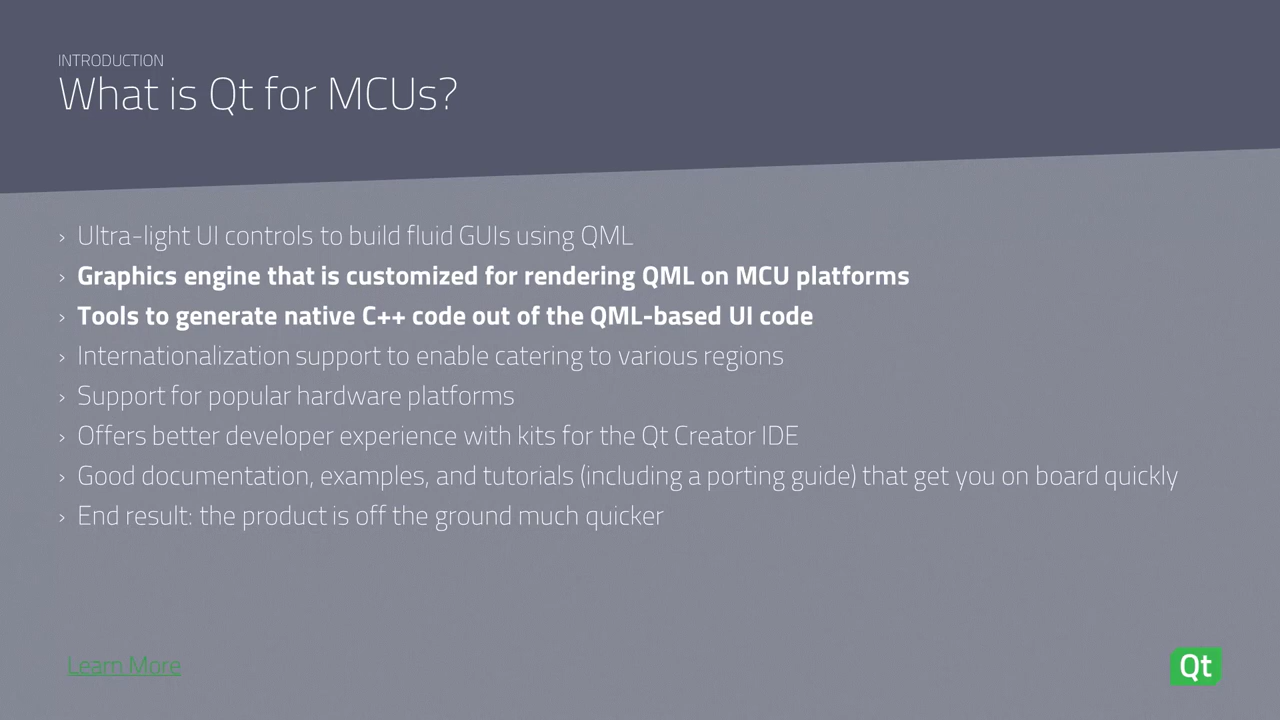 INTRODUCTION
What is Qt for MCUs?
› Ultra-light UI controls to build fluid GUIs using QML
› Graphics engine that is customized for rendering QML on MCU platforms
› Tools to generate native C++ code out of the QML-based UI code
› Internationalization support to enable catering to various regions
› Support for popular hardware platforms
› Offers better developer experience with kits for the Qt Creator IDE
› Good documentation, examples, and tutorials (including a porting guide) that get you on board quickly
› End result: the product is off the ground much quicker
Learn More
Qt